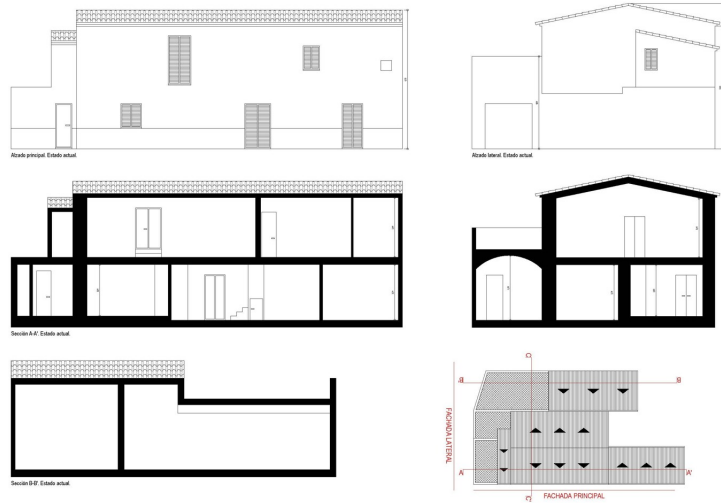 Alzado principal. Estado actual.
Alzado lateral. Estado actual.
Sección A-A'. Estado actual.
Sección B-B'. Estado actual.
C'
B'
B'
FACHADA LATERAL
A
A'
C'
FACHADA PRINCIPAL